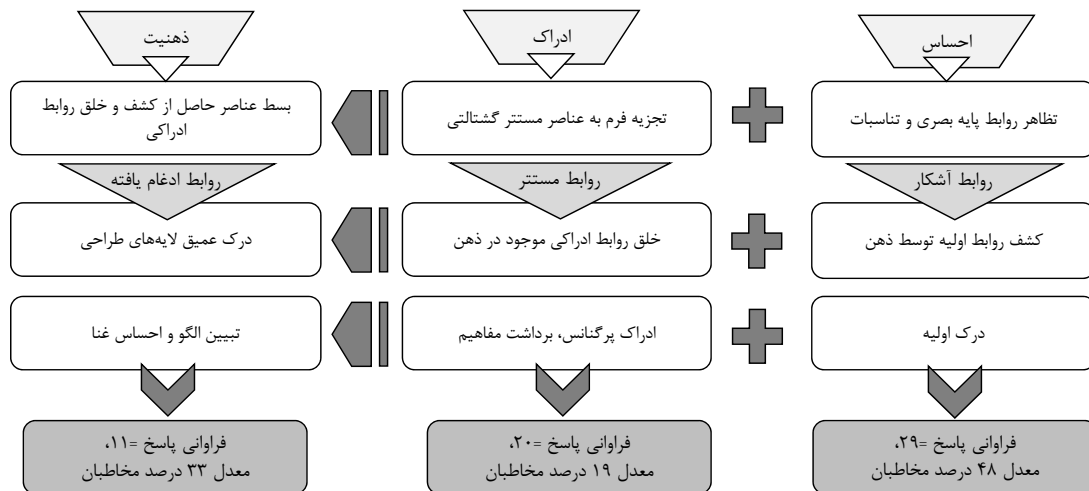 احساس
ادراک
ذهنیت
تظاهر روابط پایه بصری و تناسبات
تجزیه فرم به عناصر مستتر گشتالتی
بسط عناصر حاصل از کشف و خلق روابط
ادراکی
روابط آشکار
روابط مستتر
روابط ادغام یافته
کشف روابط اولیه توسط ذهن
خلق روابط ادراکی موجود در ذهن
درک عمیق لایه‌های طراحی
درک اولیه
ادراک پرگنانس، برداشت مفاهیم
تبیین الگو و احساس غنا
فراوانی پاسخ =۲۹،
معدل ۴۸ درصد مخاطبان
فراوانی پاسخ =۲۰،
معدل ۱۹ درصد مخاطبان
فراوانی پاسخ =۱۱،
معدل ۳۳ درصد مخاطبان